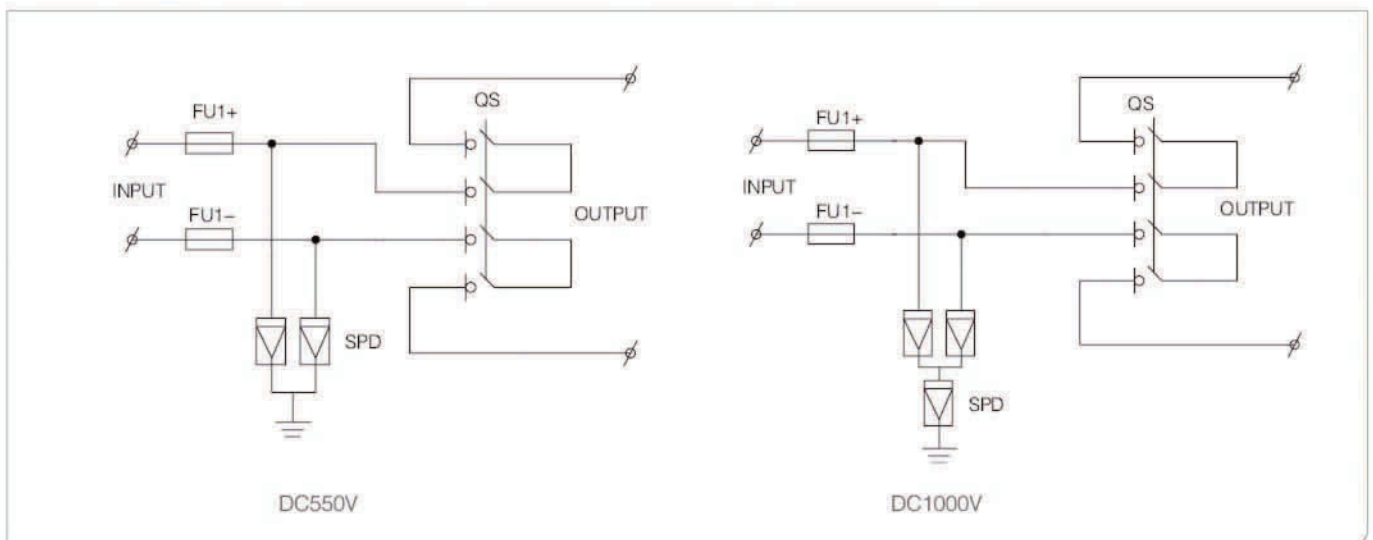 FU1+
QS
INPUT
FU1−
OUTPUT
SPD
DC550V
FU1+
QS
INPUT
FU1−
OUTPUT
SPD
DC1000V